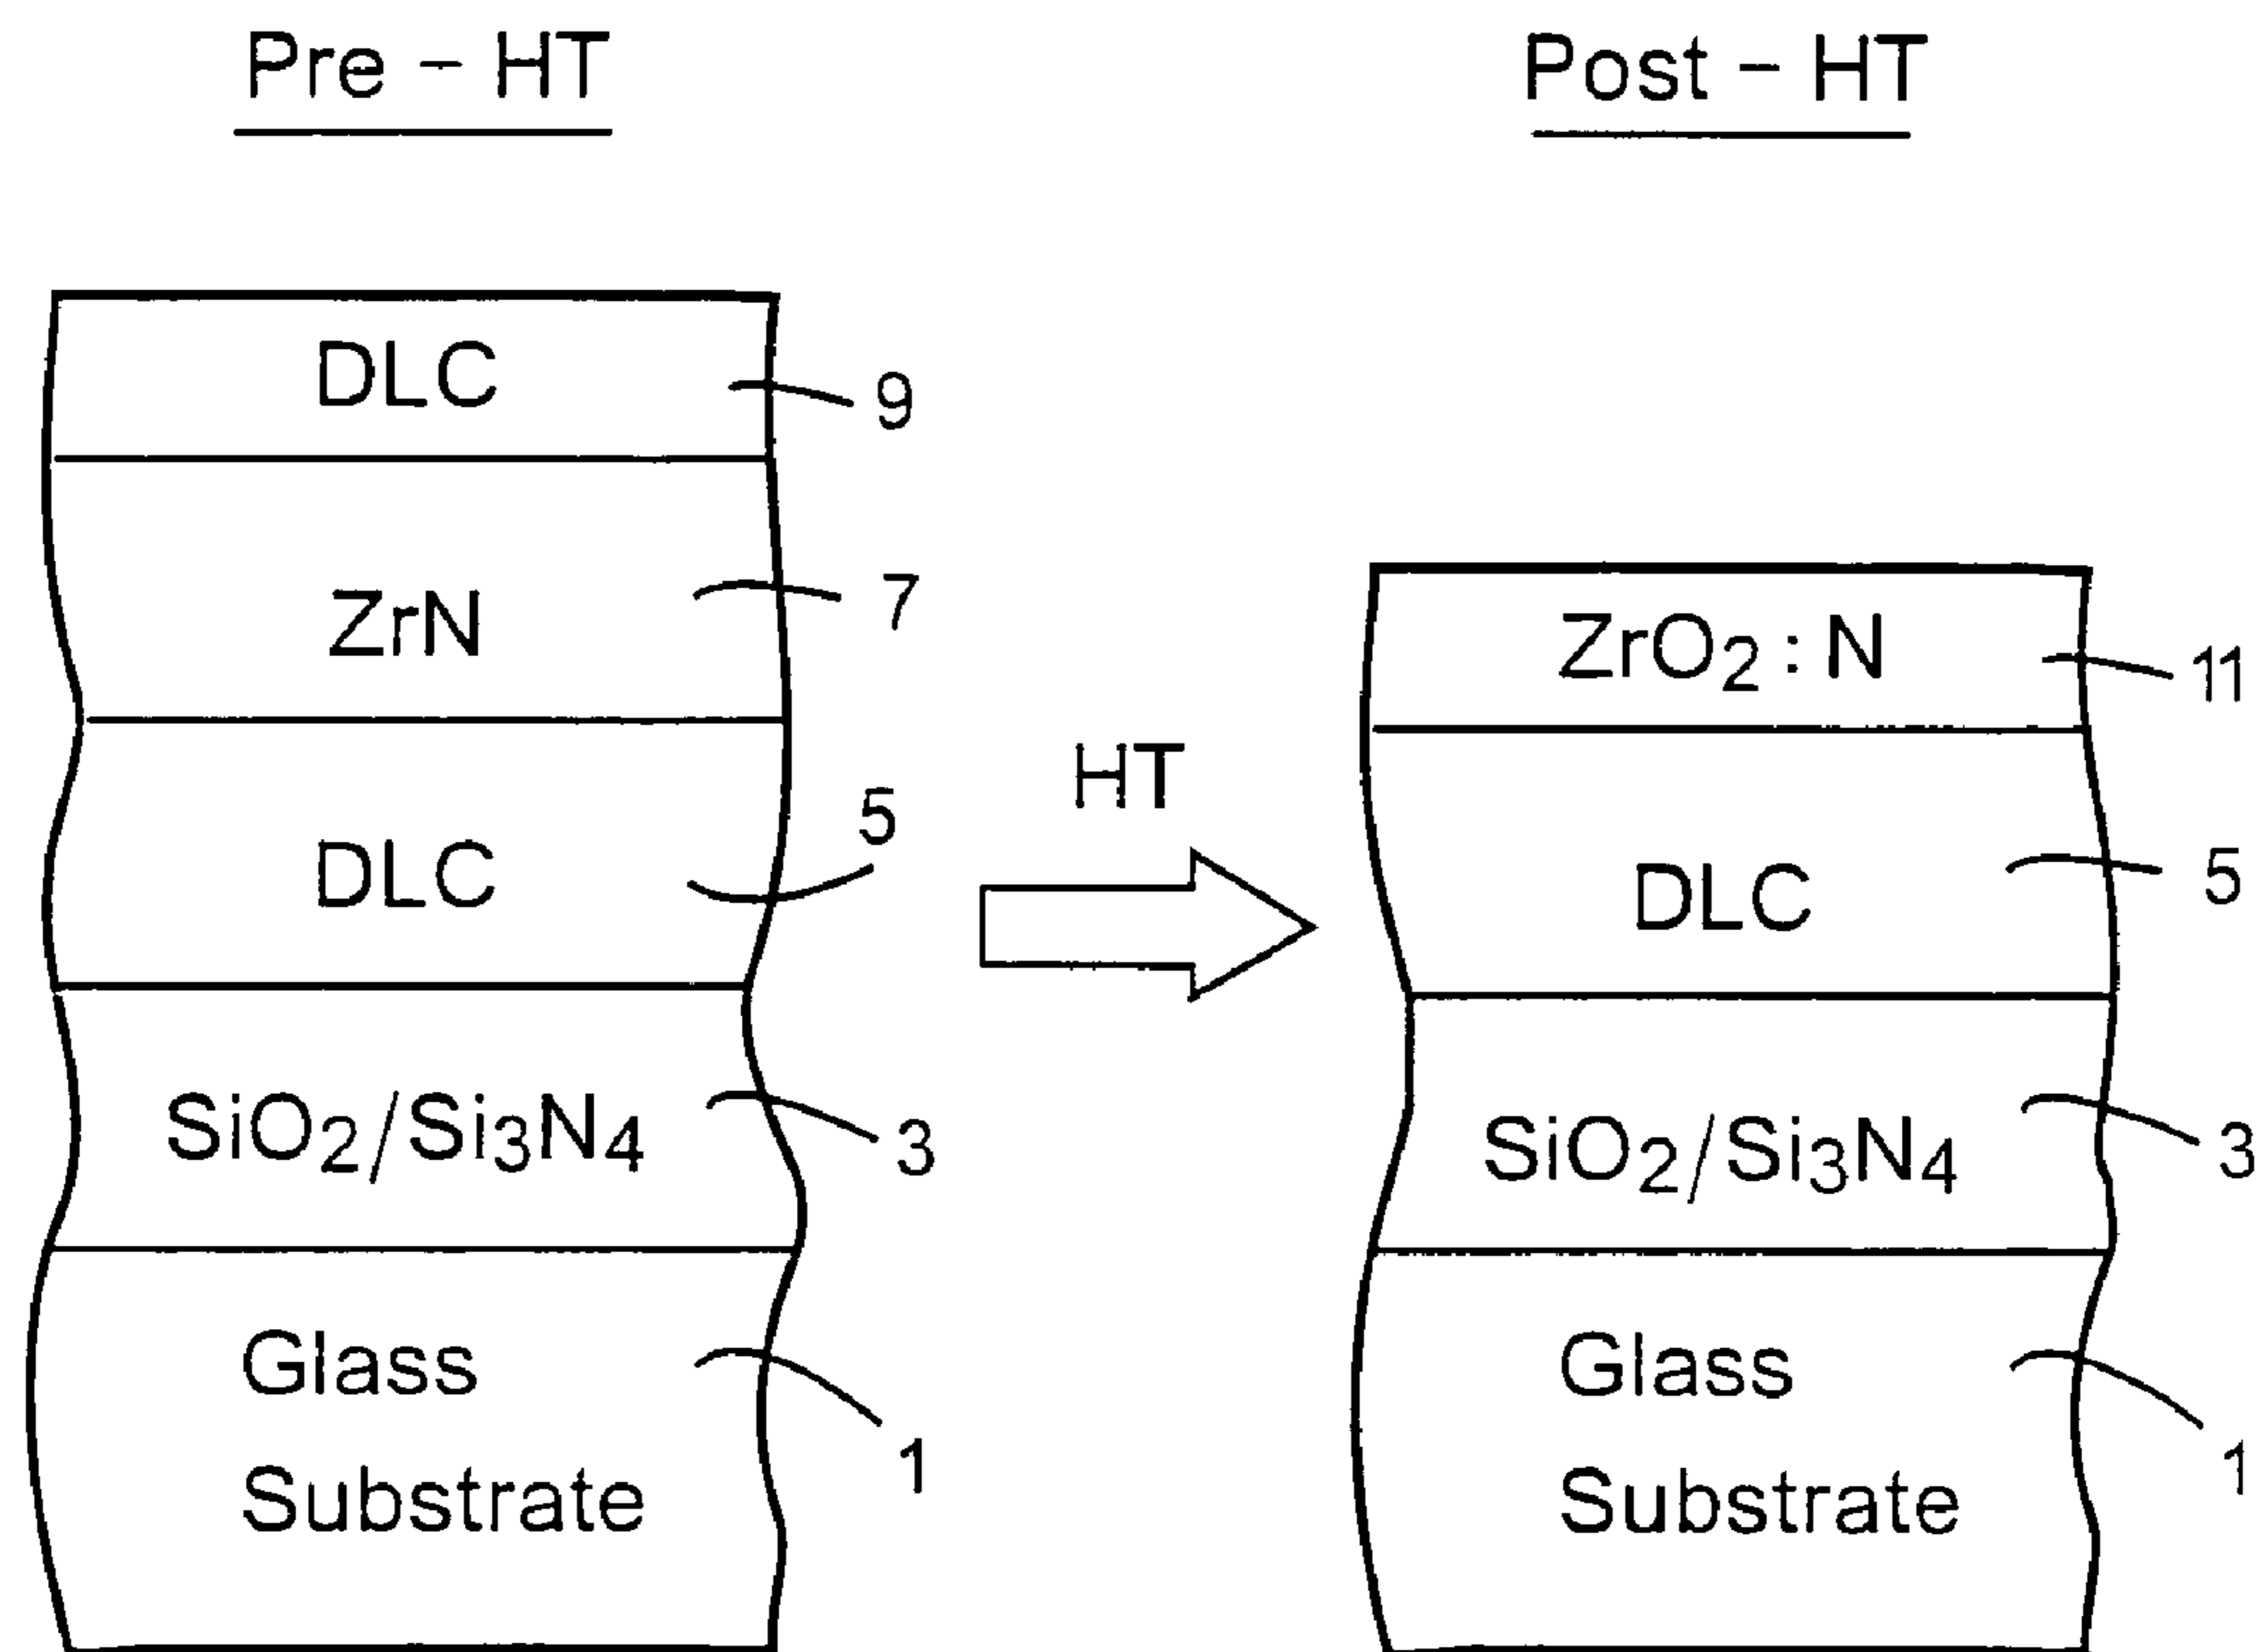 Pre - HT
DLC
9
ZrN
7
DLC
5
SiO₂/Si₃N₄
3
Glass
Substrate
1
HT
Post - HT
ZrO₂ : N
11
DLC
5
SiO₂/Si₃N₄
3
Glass
Substrate
1